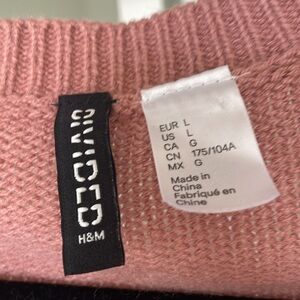 DIVIDED
H&M
EUR L
US L
CA G
CN 175/104A
MX G
Made in
China
Fabriqué en
Chine